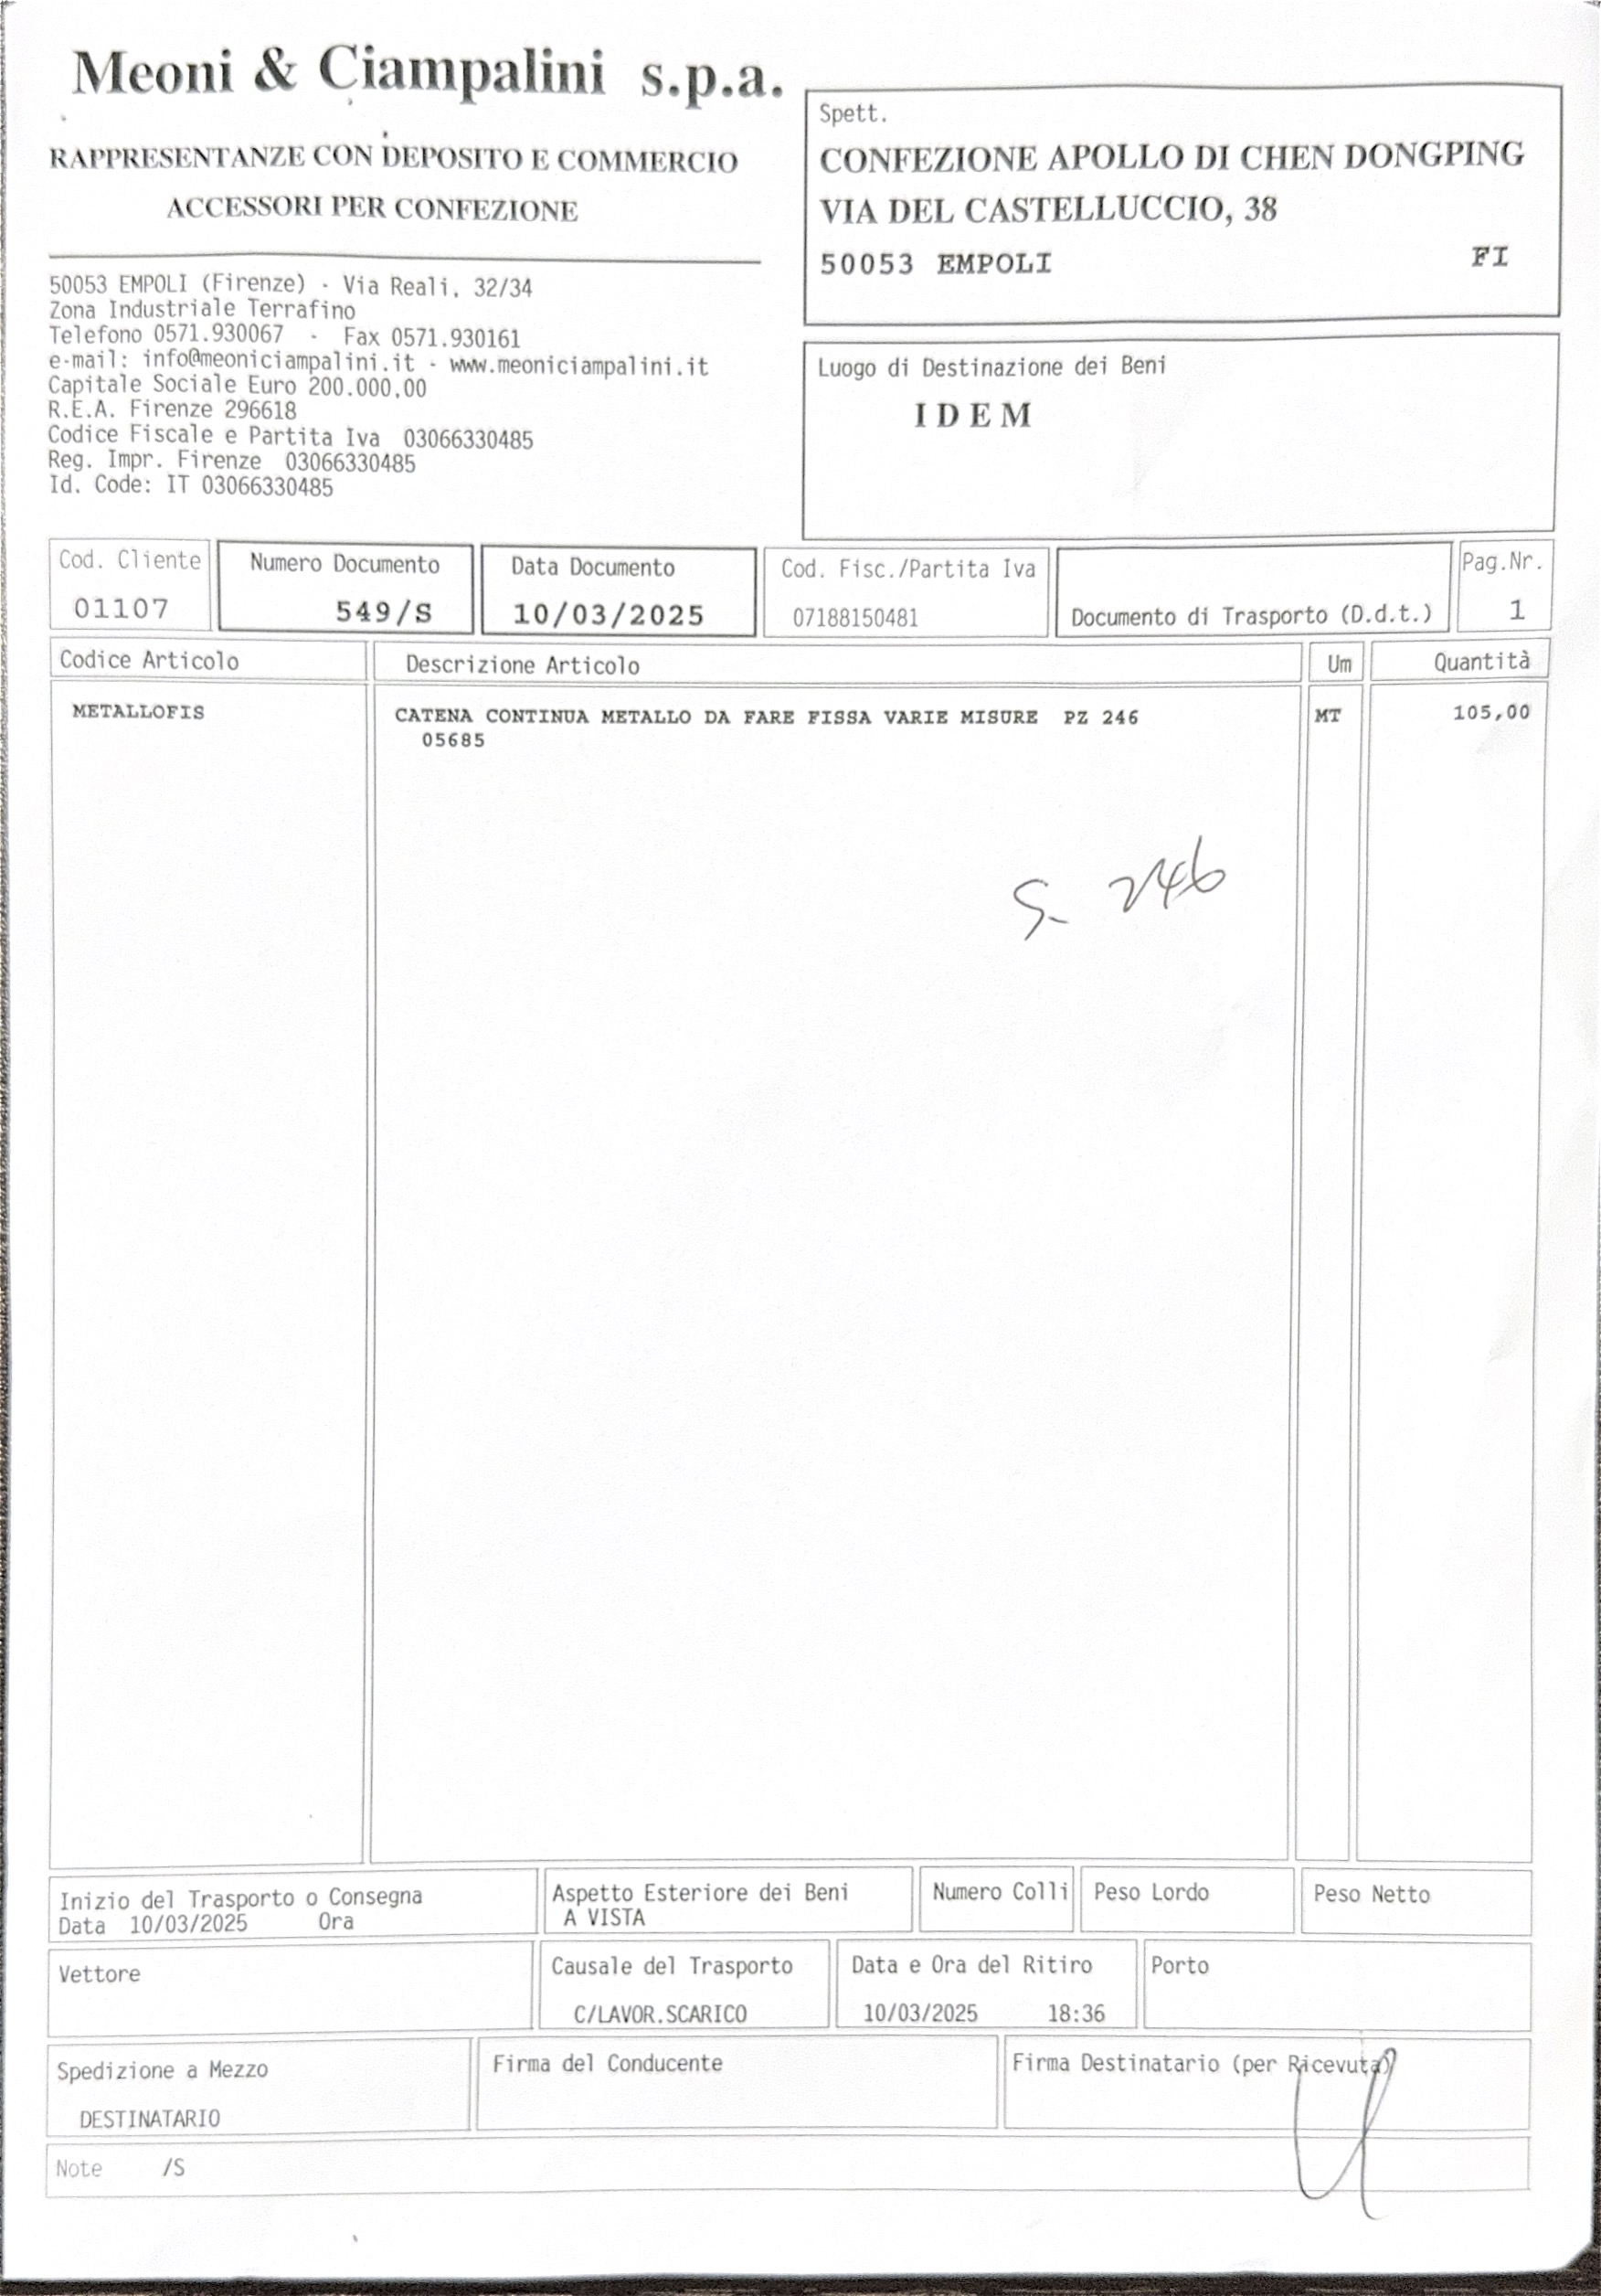 Meoni & Ciampalini s.p.a.
RAPPRESENTANZE CON DEPOSITO E COMMERCIO
ACCESSORI PER CONFEZIONE
50053 EMPOLI (Firenze) - Via Reali, 32/34
Zona Industriale Terrafino
Telefono 0571.930067 - Fax 0571.930161
e-mail: info@meoniciampalini.it - www.meoniciampalini.it
Capitale Sociale Euro 200.000,00
R.E.A. Firenze 296618
Codice Fiscale e Partita Iva 03066330485
Reg. Impr. Firenze 03066330485
Id. Code: IT 03066330485
Spett.
CONFEZIONE APOLLO DI CHEN DONGPING
VIA DEL CASTELLUCCIO, 38
50053 EMPOLI FI
Luogo di Destinazione dei Beni
IDEM
Cod. Cliente
01107
Numero Documento
549/S
Data Documento
10/03/2025
Cod. Fisc./Partita Iva
07188150481
Documento di Trasporto (D.d.t.)
Pag.Nr.
1
Codice Articolo Descrizione Articolo Um Quantità
METALLOFIS CATENA CONTINUA METALLO DA FARE FISSA VARIE MISURE PZ 246 MT 105,00
05685
S- 246
Inizio del Trasporto o Consegna
Data 10/03/2025 Ora
Aspetto Esteriore dei Beni
A VISTA
Numero Colli
Peso Lordo
Peso Netto
Vettore
Causale del Trasporto
C/LAVOR.SCARICO
Data e Ora del Ritiro
10/03/2025 18:36
Porto
Spedizione a Mezzo
DESTINATARIO
Firma del Conducente
Firma Destinatario (per Ricevuta)
Note /S